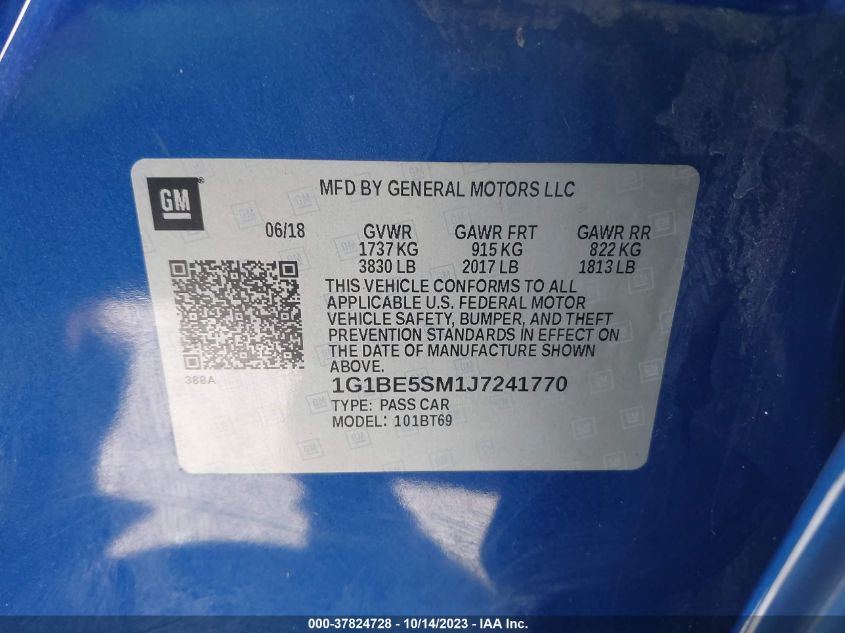 GM
MFD BY GENERAL MOTORS LLC
06/18 GVWR GAWR FRT GAWR RR
1737 KG 915 KG 822 KG
3830 LB 2017 LB 1813 LB
THIS VEHICLE CONFORMS TO ALL
APPLICABLE U.S. FEDERAL MOTOR
VEHICLE SAFETY, BUMPER, AND THEFT
PREVENTION STANDARDS IN EFFECT ON
THE DATE OF MANUFACTURE SHOWN
ABOVE.
388A
1G1BE5SM1J7241770
TYPE: PASS CAR
MODEL: 101BT69
000-37824728 - 10/14/2023 - IAA Inc.